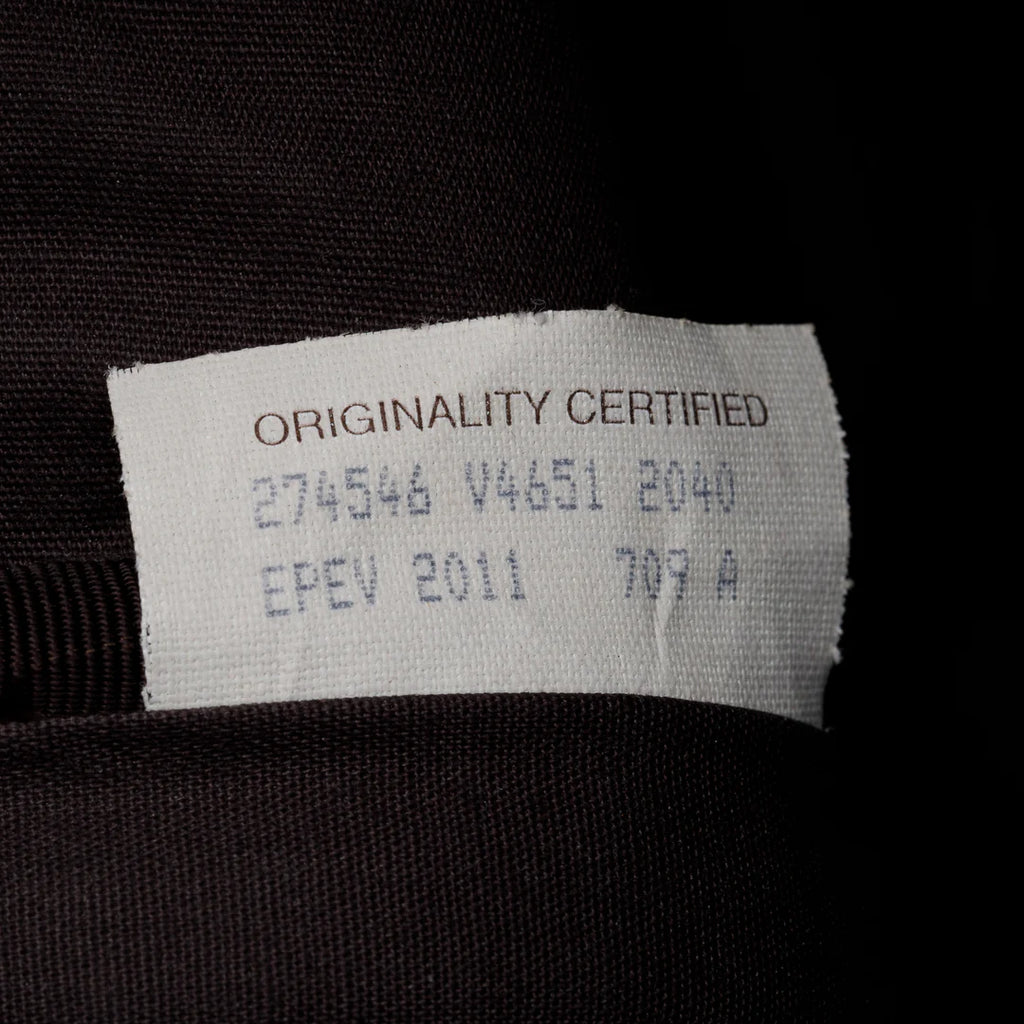 ORIGINALITY CERTIFIED
274546 V4651 2040
EPEV 2011 709 A